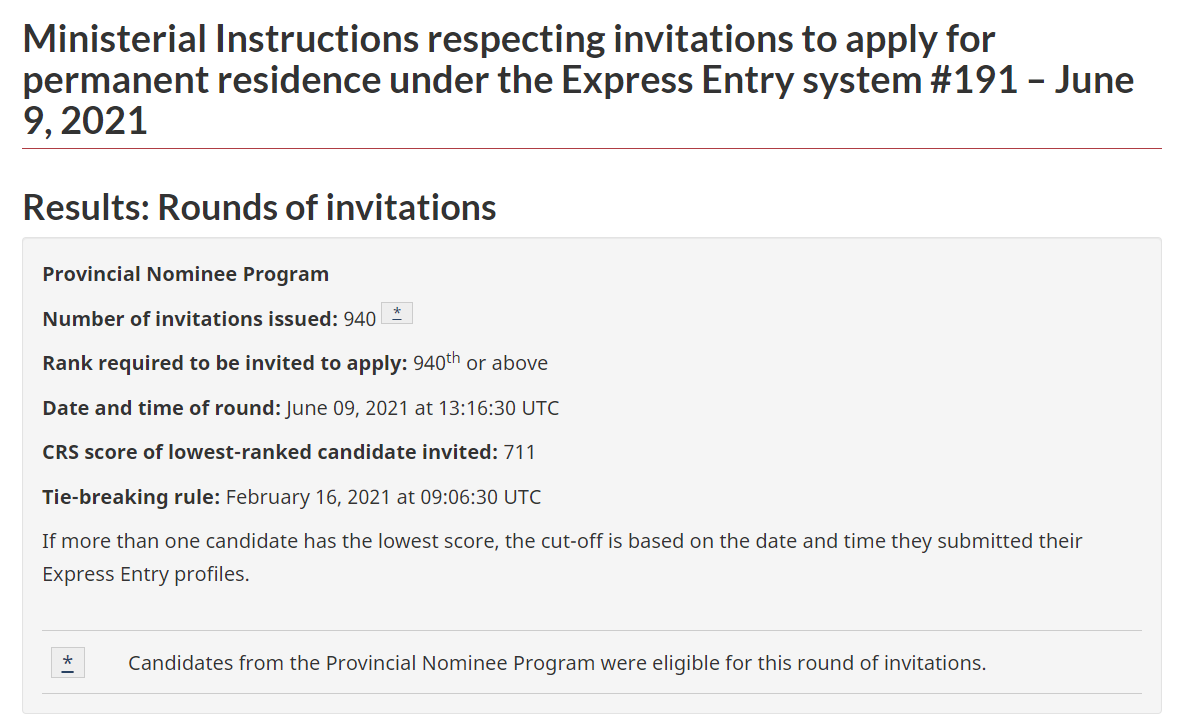 Ministerial Instructions respecting invitations to apply for
permanent residence under the Express Entry system #191 – June
9, 2021
Results: Rounds of invitations
Provincial Nominee Program
Number of invitations issued: 940 *
Rank required to be invited to apply: 940th or above
Date and time of round: June 09, 2021 at 13:16:30 UTC
CRS score of lowest-ranked candidate invited: 711
Tie-breaking rule: February 16, 2021 at 09:06:30 UTC
If more than one candidate has the lowest score, the cut-off is based on the date and time they submitted their
Express Entry profiles.
* Candidates from the Provincial Nominee Program were eligible for this round of invitations.